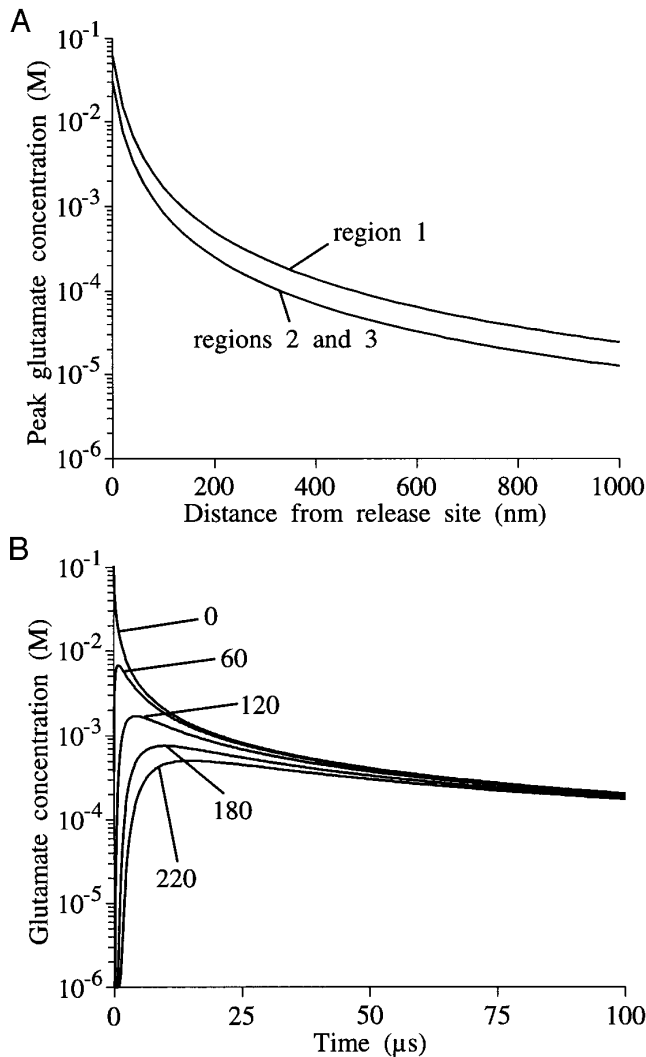 A
Peak glutamate concentration (M)
10-1
10-2
10-3
10-4
10-5
10-6
region 1
regions 2 and 3
0 200 400 600 800 1000
Distance from release site (nm)
B
Glutamate concentration (M)
10-1
10-2
10-3
10-4
10-5
10-6
0
60
120
180
220
0 25 50 75 100
Time (µs)